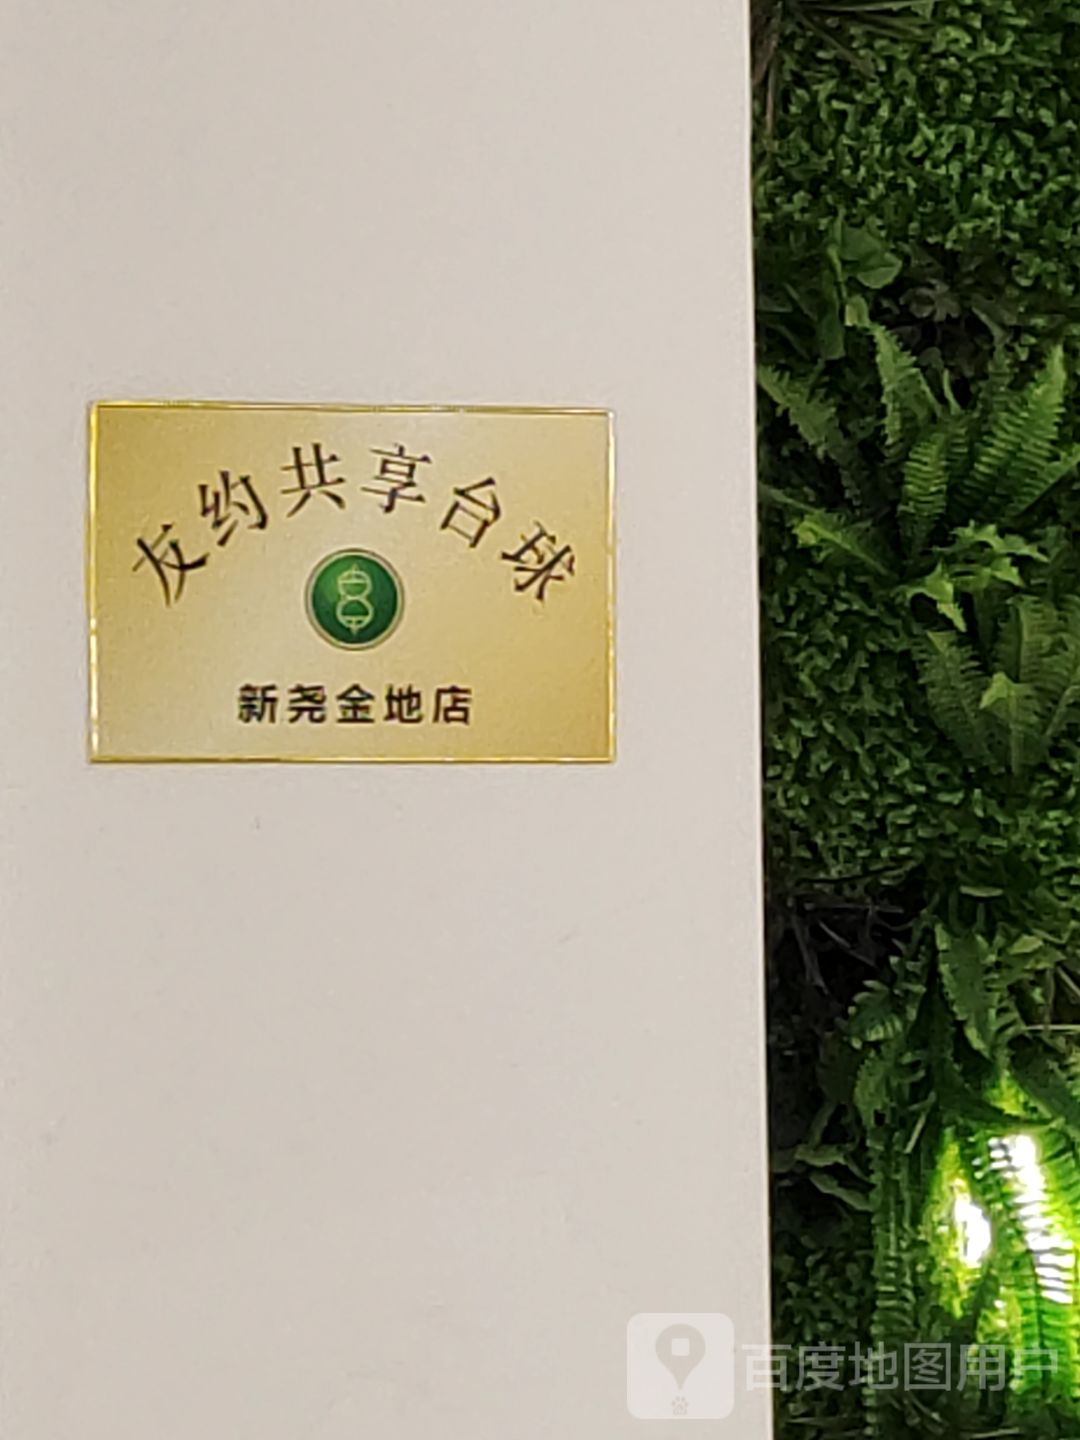 友约共享台球
新尧金地店
百度地图用户